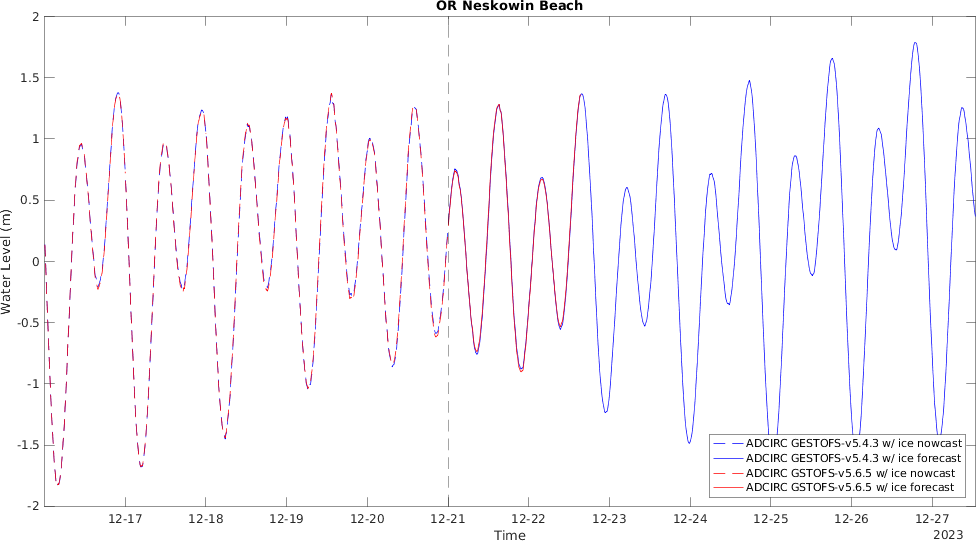 OR Neskowin Beach
2
1.5
1
0.5
0
-0.5
-1
-1.5
-2
Water Level (m)
12-17 12-18 12-19 12-20 12-21 12-22 12-23 12-24 12-25 12-26 12-27
Time
2023
ADCIRC GESTOFS-v5.4.3 w/ ice nowcast
ADCIRC GESTOFS-v5.4.3 w/ ice forecast
ADCIRC GSTOFS-v5.6.5 w/ ice nowcast
ADCIRC GSTOFS-v5.6.5 w/ ice forecast